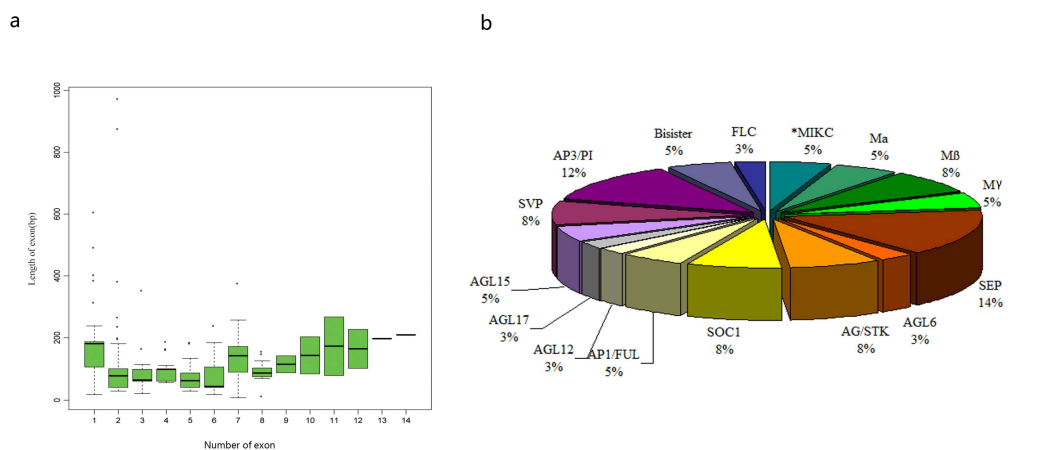 a
b
1000
800
600
400
200
0
Length of exon(bp)
1 2 3 4 5 6 7 8 9 10 11 12 13 14
Number of exon
Bisister
5%
FLC
3%
*MIKC
5%
Ma
5%
Mß
8%
Mγ
5%
SEP
14%
AGL6
3%
AG/STK
8%
SOC1
8%
AP1/FUL
5%
AGL12
3%
AGL17
3%
AGL15
5%
SVP
8%
AP3/PI
12%